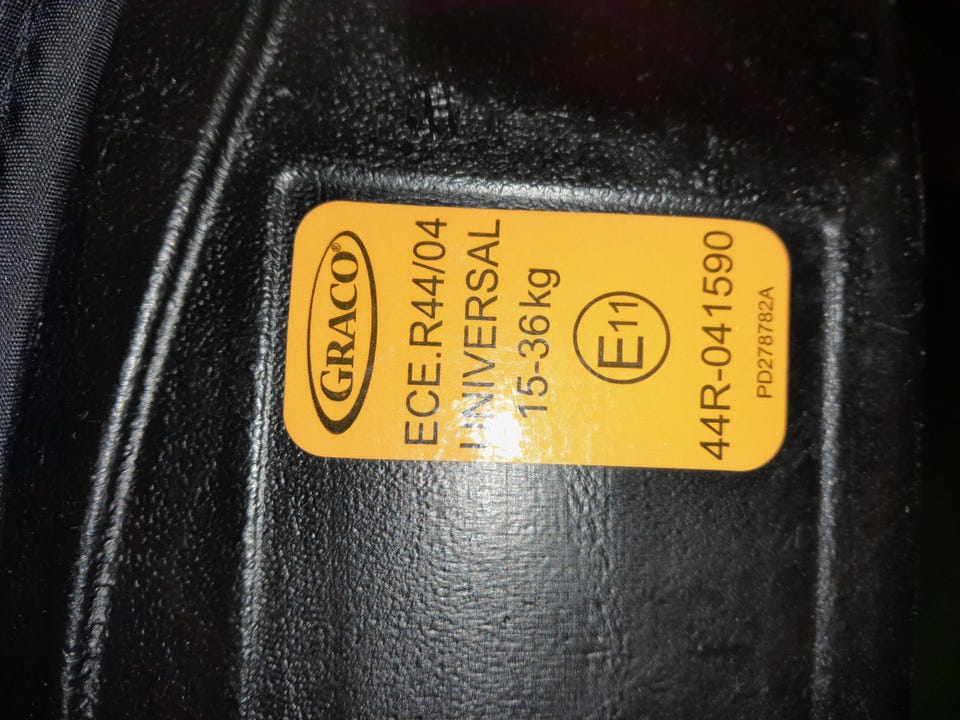 GRACO®
ECE.R44/04
UNIVERSAL
15-36kg
E11
44R-041590
PD278782A